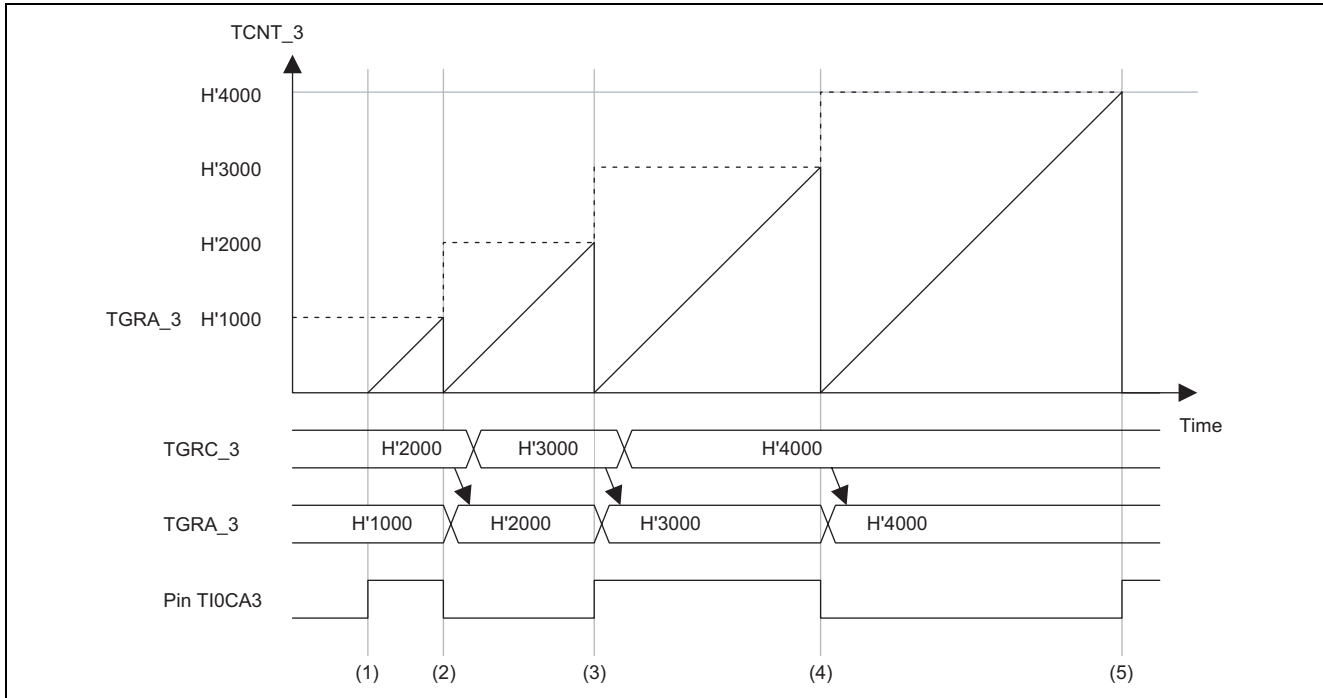 TCNT_3
H'4000
H'3000
H'2000
TGRA_3 H'1000
Time
TGRC_3 H'2000 H'3000 H'4000
TGRA_3 H'1000 H'2000 H'3000 H'4000
Pin TI0CA3
(1) (2) (3) (4) (5)